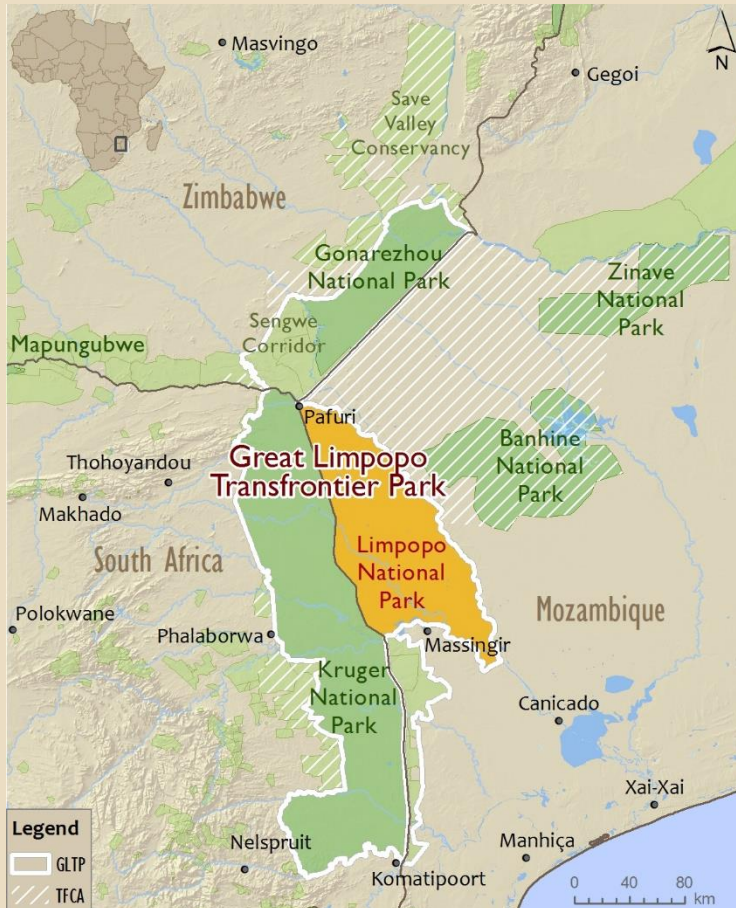 Masvingo
N
Gegoi
Save
Valley
Conservancy
Zimbabwe
Gonarezhou
National Park
Zinave
National
Park
Sengwe
Corridor
Mapungubwe
Pafuri
Banhine
National
Park
Great Limpopo
Transfrontier Park
Thohoyandou
Makhado
Limpopo
National
Park
South Africa
Mozambique
Polokwane
Phalaborwa
Massingir
Kruger
National
Park
Canicado
Xai-Xai
Legend
GLTP
TFCA
Nelspruit
Komatipoort
Manhiça
0 40 80
km